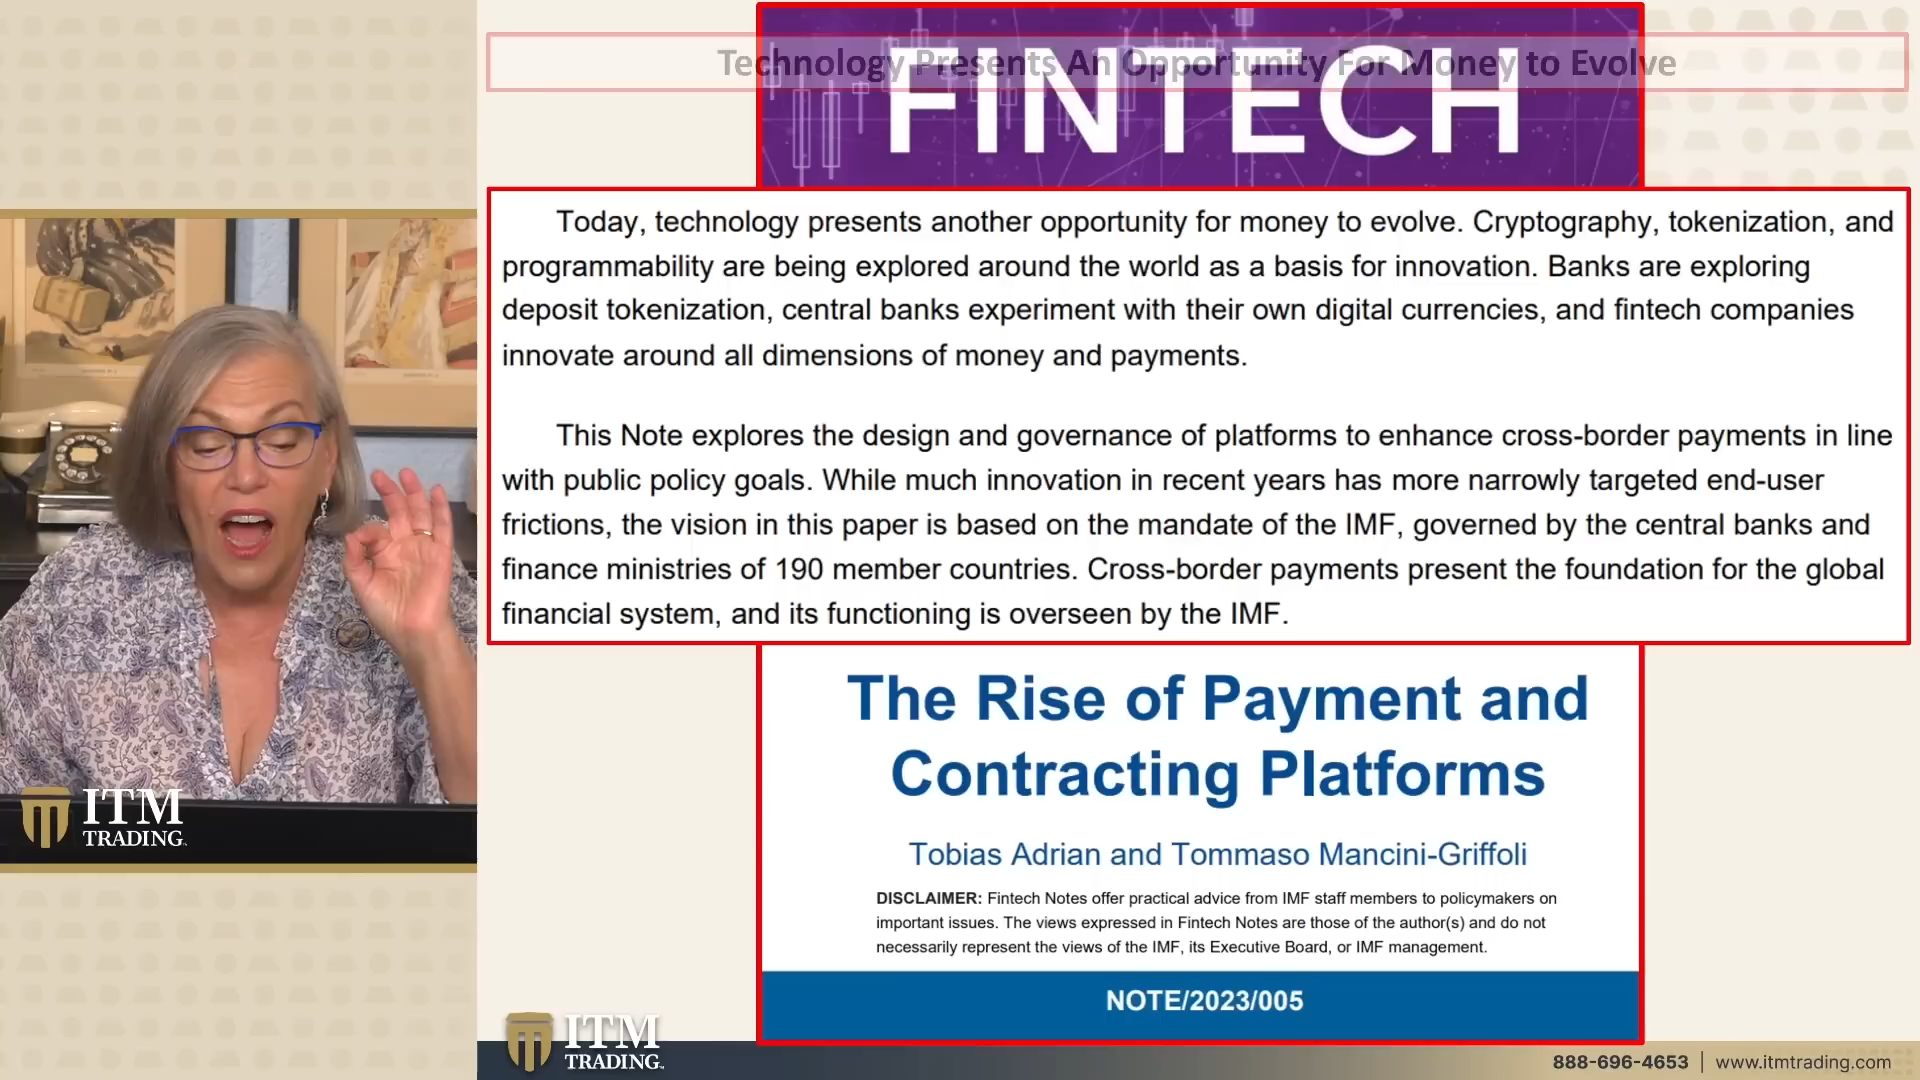 Technology Presents An Opportunity For Money to Evolve
FINTECH
Today, technology presents another opportunity for money to evolve. Cryptography, tokenization, and
programmability are being explored around the world as a basis for innovation. Banks are exploring
deposit tokenization, central banks experiment with their own digital currencies, and fintech companies
innovate around all dimensions of money and payments.
This Note explores the design and governance of platforms to enhance cross-border payments in line
with public policy goals. While much innovation in recent years has more narrowly targeted end-user
frictions, the vision in this paper is based on the mandate of the IMF, governed by the central banks and
finance ministries of 190 member countries. Cross-border payments present the foundation for the global
financial system, and its functioning is overseen by the IMF.
The Rise of Payment and
Contracting Platforms
Tobias Adrian and Tommaso Mancini-Griffoli
DISCLAIMER: Fintech Notes offer practical advice from IMF staff members to policymakers on
important issues. The views expressed in Fintech Notes are those of the author(s) and do not
necessarily represent the views of the IMF, its Executive Board, or IMF management.
NOTE/2023/005
ITM
TRADING
ITM
TRADING
888-696-4653 | www.itmtrading.com